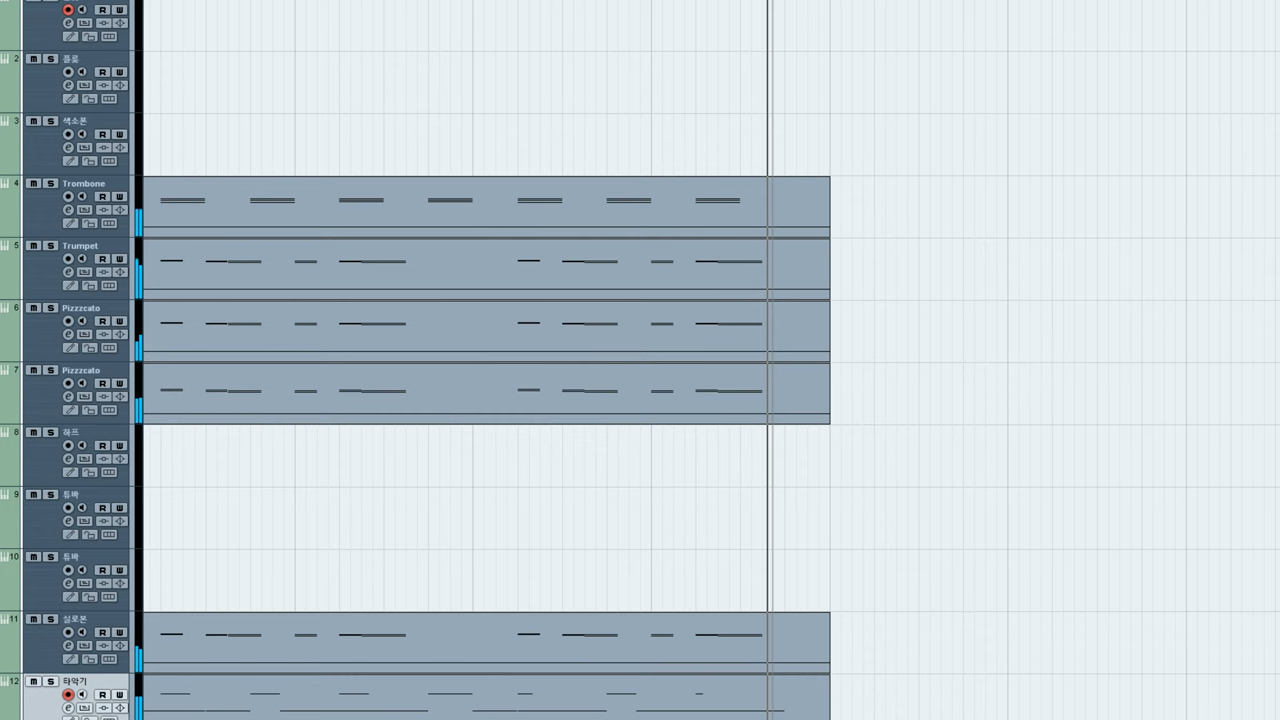 R W
2 m S 플룻
R W
3 m S 색소폰
R W
4 m S Trombone
R W
5 m S Trumpet
R W
6 m S Pizzzcato
R W
7 m S Pizzzcato
R W
8 m S 하프
R W
9 m S 튜바
R W
10 m S 튜바
R W
11 m S 실로폰
R W
12 m S 타악기
R W